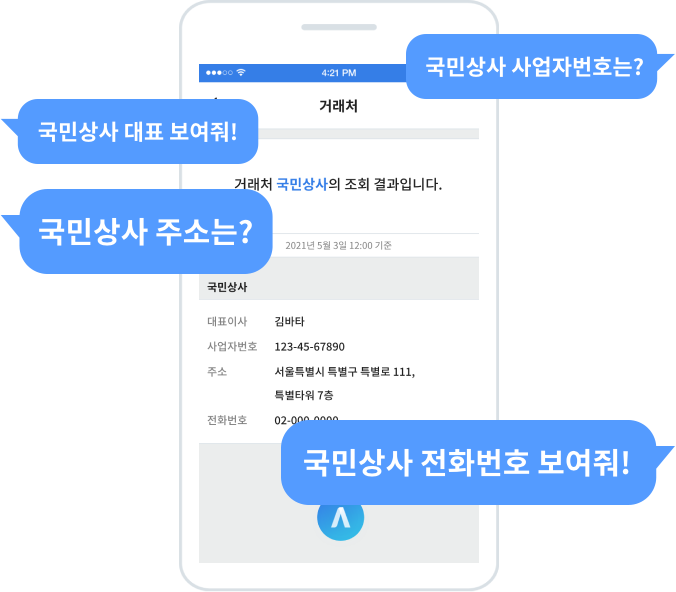 4:21 PM
국민상사 사업자번호는?
거래처
국민상사 대표 보여줘!
거래처 국민상사의 조회 결과입니다.
국민상사 주소는?
2021년 5월 3일 12:00 기준
국민상사
대표이사 김바타
사업자번호 123-45-67890
주소 서울특별시 특별구 특별로 111,
특별타워 7층
전화번호 02-000-0000
국민상사 전화번호 보여줘!